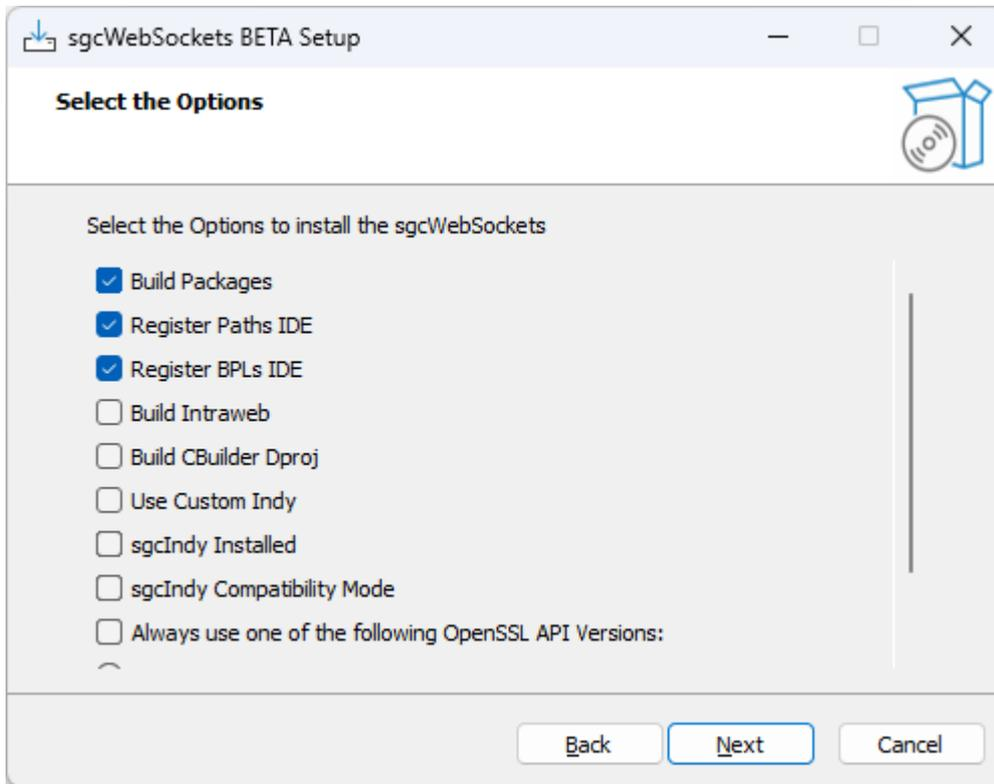 sgcWebSockets BETA Setup
Select the Options
Select the Options to install the sgcWebSockets
Build Packages
Register Paths IDE
Register BPLs IDE
Build Intraweb
Build CBuilder Dproj
Use Custom Indy
sgcIndy Installed
sgcIndy Compatibility Mode
Always use one of the following OpenSSL API Versions:
Back Next Cancel